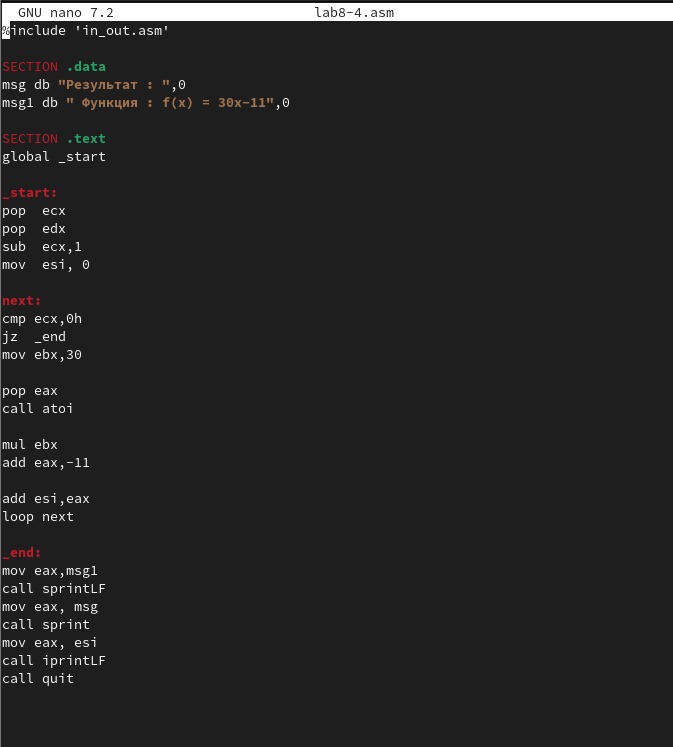 GNU nano 7.2 lab8-4.asm
%include 'in_out.asm'
SECTION .data
msg db "Результат : ",0
msg1 db " Функция : f(x) = 30x-11",0
SECTION .text
global _start
_start:
pop  ecx
pop  edx
sub  ecx,1
mov  esi, 0
next:
cmp ecx,0h
jz  _end
mov ebx,30
pop eax
call atoi
mul ebx
add eax,-11
add esi,eax
loop next
_end:
mov eax,msg1
call sprintLF
mov eax, msg
call sprint
mov eax, esi
call iprintLF
call quit